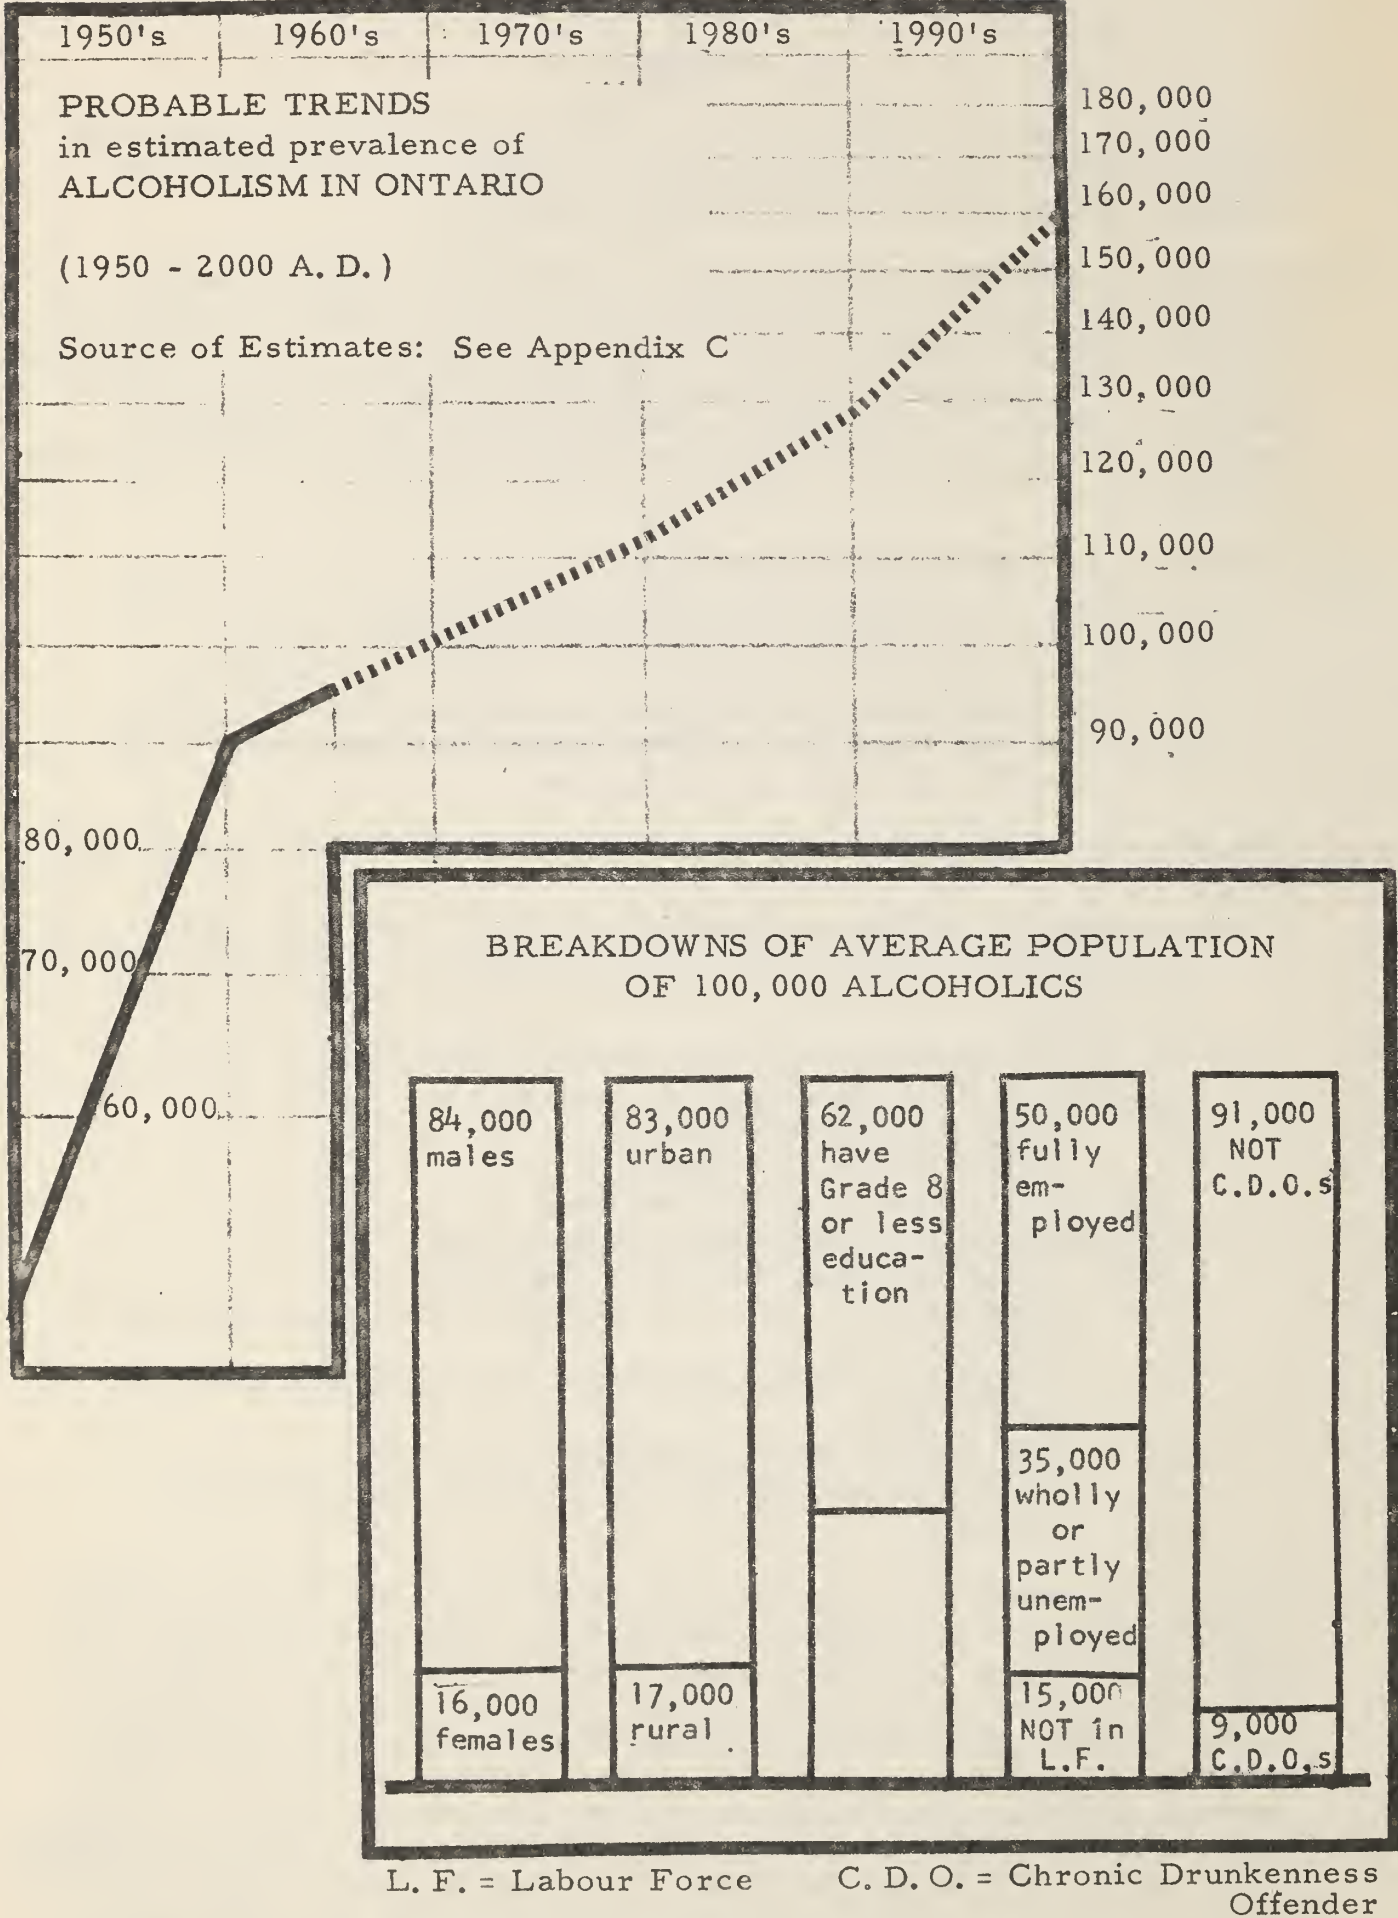 1950's 1960's 1970's 1980's 1990's
PROBABLE TRENDS
in estimated prevalence of
ALCOHOLISM IN ONTARIO
(1950 - 2000 A.D.)
Source of Estimates: See Appendix C
180,000
170,000
160,000
150,000
140,000
130,000
120,000
110,000
100,000
90,000
80,000
70,000
60,000
BREAKDOWNS OF AVERAGE POPULATION
OF 100,000 ALCOHOLICS
84,000
males
16,000
females
83,000
urban
17,000
rural
62,000
have
Grade 8
or less
educa-
tion
50,000
fully
em-
ployed
35,000
wholly
or
partly
unem-
ployed
15,000
NOT in
L.F.
91,000
NOT
C.D.O.s
9,000
C.D.O.s
L. F. = Labour Force
C. D. O. = Chronic Drunkenness
Offender